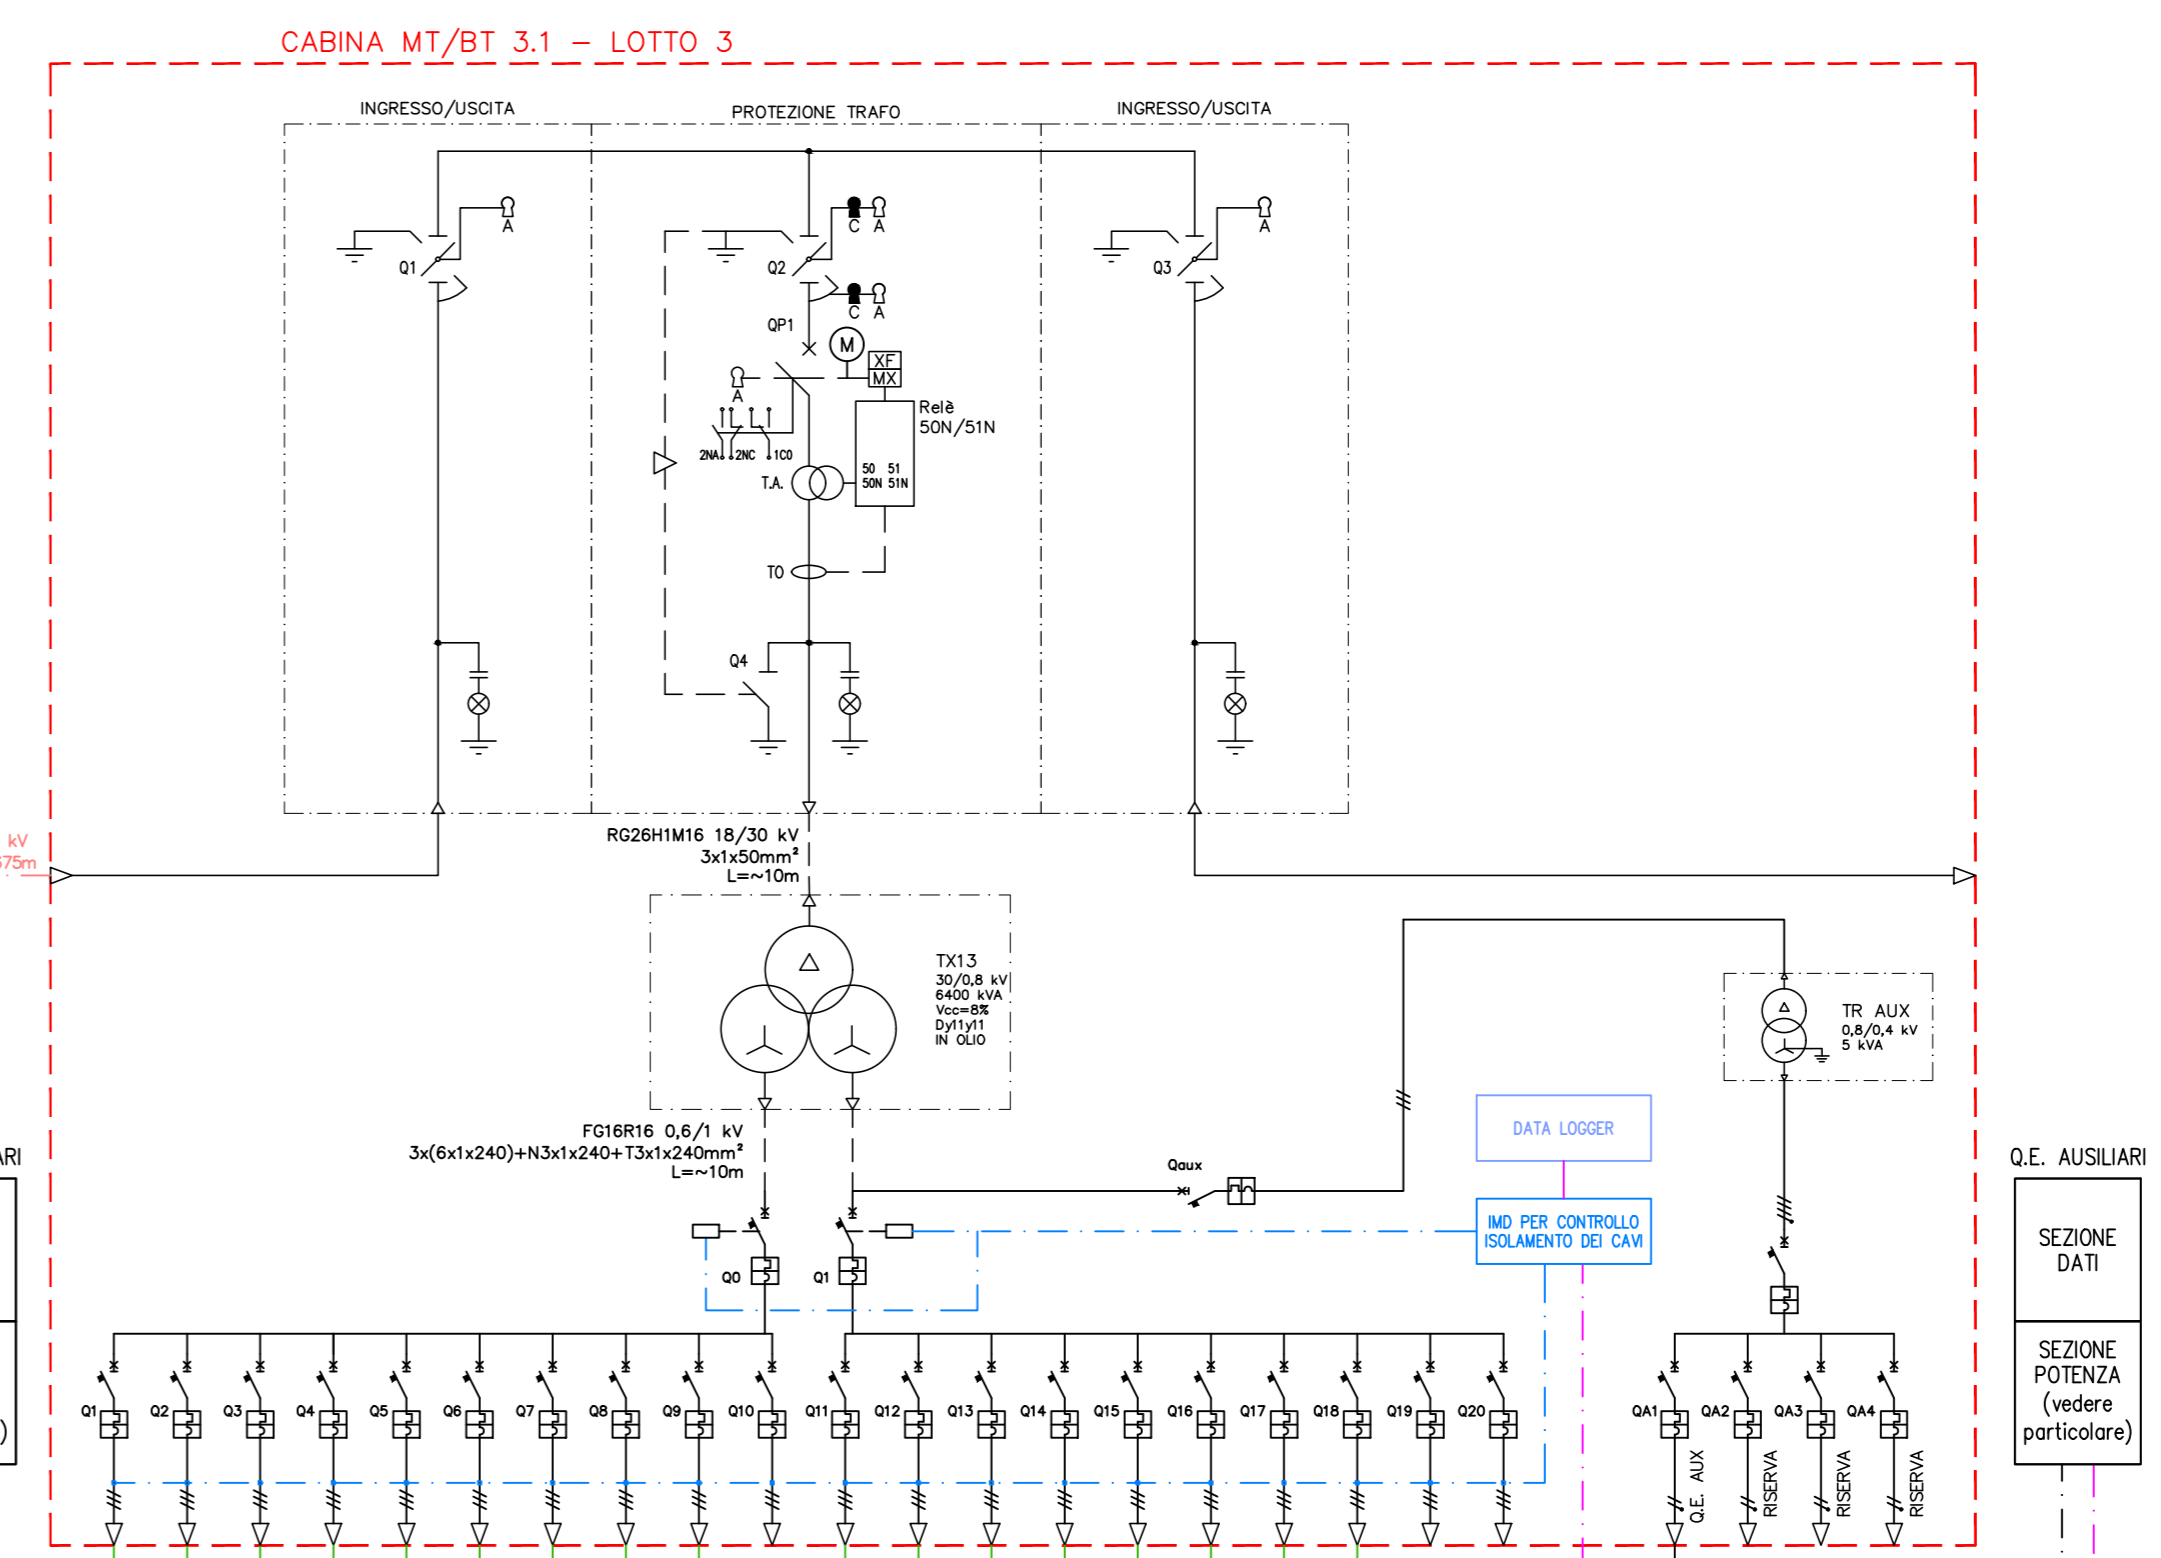 CABINA MT/BT 3.1 – LOTTO 3
INGRESSO/USCITA
PROTEZIONE TRAFO
INGRESSO/USCITA
A
C A
A
Q1
Q2
Q3
C A
QP1
M
XF
MX
A
Relè
50N/51N
2NA
2NC
1CO
50 51
50N 51N
T.A.
TO
Q4
kV
675m
RG26H1M16 18/30 kV
3x1x50mm²
L=~10m
TX13
30/0,8 kV
6400 kVA
Vcc=8%
Dy11y11
IN OLIO
TR AUX
0,8/0,4 kV
5 kVA
FG16R16 0,6/1 kV
3x(6x1x240)+N3x1x240+T3x1x240mm²
L=~10m
Qaux
DATA LOGGER
IMD PER CONTROLLO
ISOLAMENTO DEI CAVI
ARI
Q.E. AUSILIARI
SEZIONE
DATI
SEZIONE
POTENZA
(vedere
particolare)
)
Q0
Q1
Q1
Q2
Q3
Q4
Q5
Q6
Q7
Q8
Q9
Q10
Q11
Q12
Q13
Q14
Q15
Q16
Q17
Q18
Q19
Q20
QA1
QA2
QA3
QA4
Q.E. AUX
RISERVA
RISERVA
RISERVA